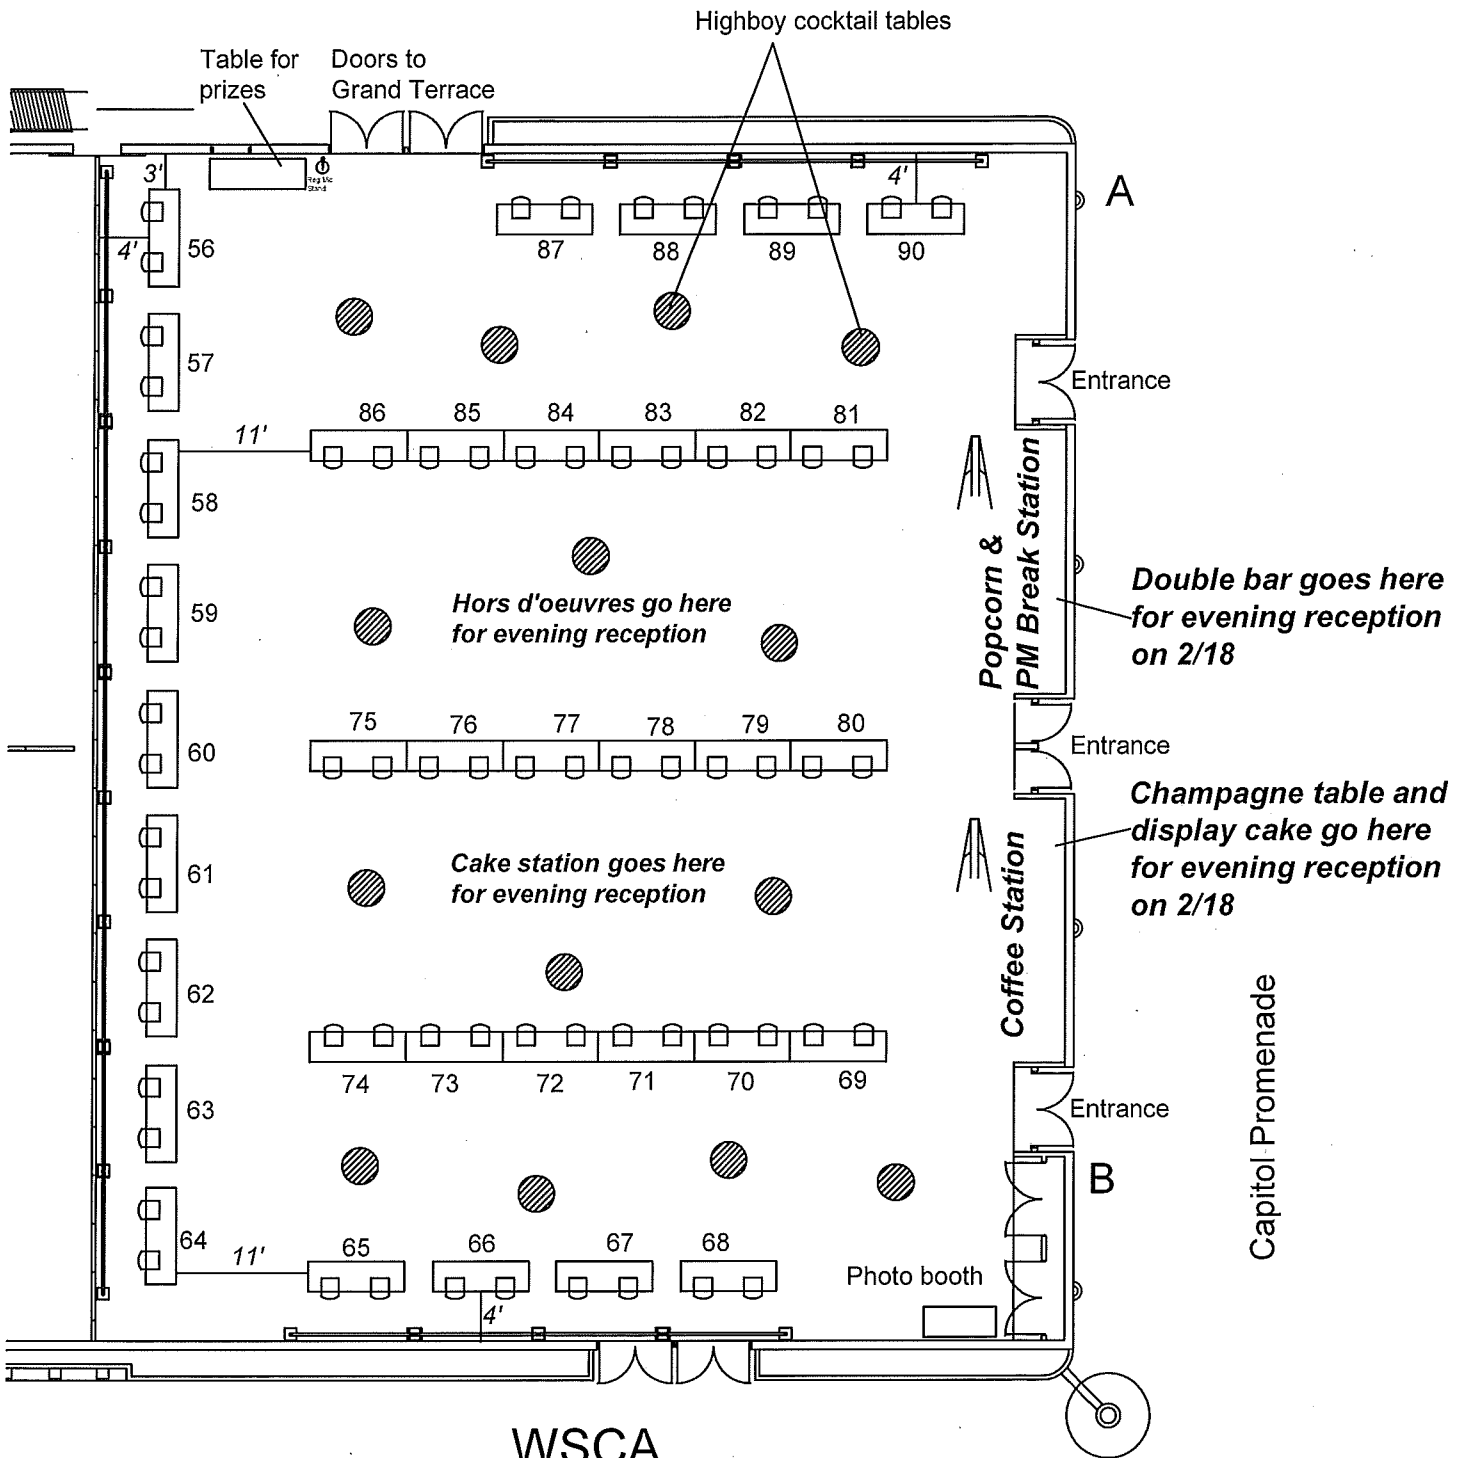 Highboy cocktail tables
Table for
prizes
Doors to
Grand Terrace
3'
Reg Mic
Stand
4'
A
56
4'
87
88
89
90
57
Entrance
86
85
84
83
82
81
11'
58
Popcorn &
PM Break Station
Double bar goes here
for evening reception
on 2/18
Hors d'oeuvres go here
for evening reception
59
75
76
77
78
79
80
60
Entrance
Champagne table and
display cake go here
for evening reception
on 2/18
Cake station goes here
for evening reception
61
Coffee Station
62
Capitol Promenade
74
73
72
71
70
69
63
Entrance
B
64
11'
65
66
67
68
4'
Photo booth
WSCA